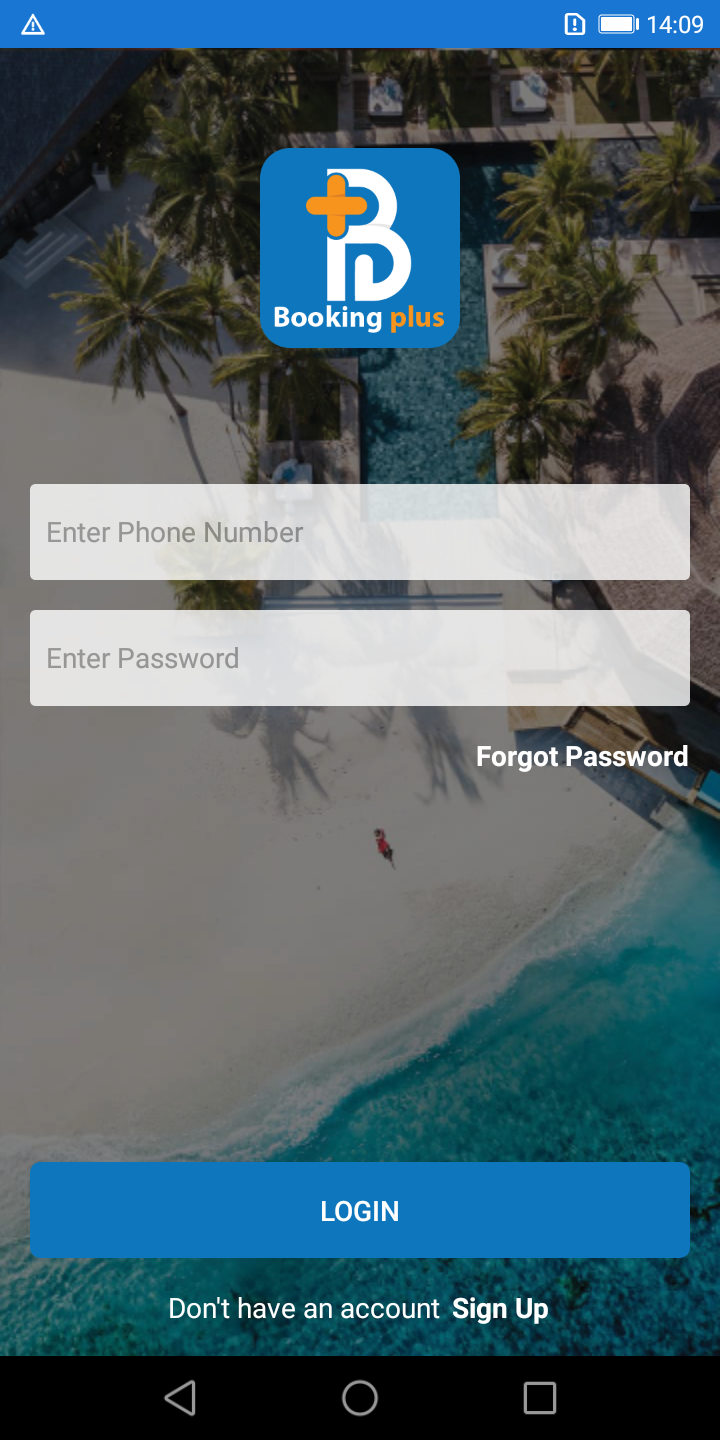 14:09
Booking plus
Enter Phone Number
Enter Password
Forgot Password
LOGIN
Don't have an account Sign Up